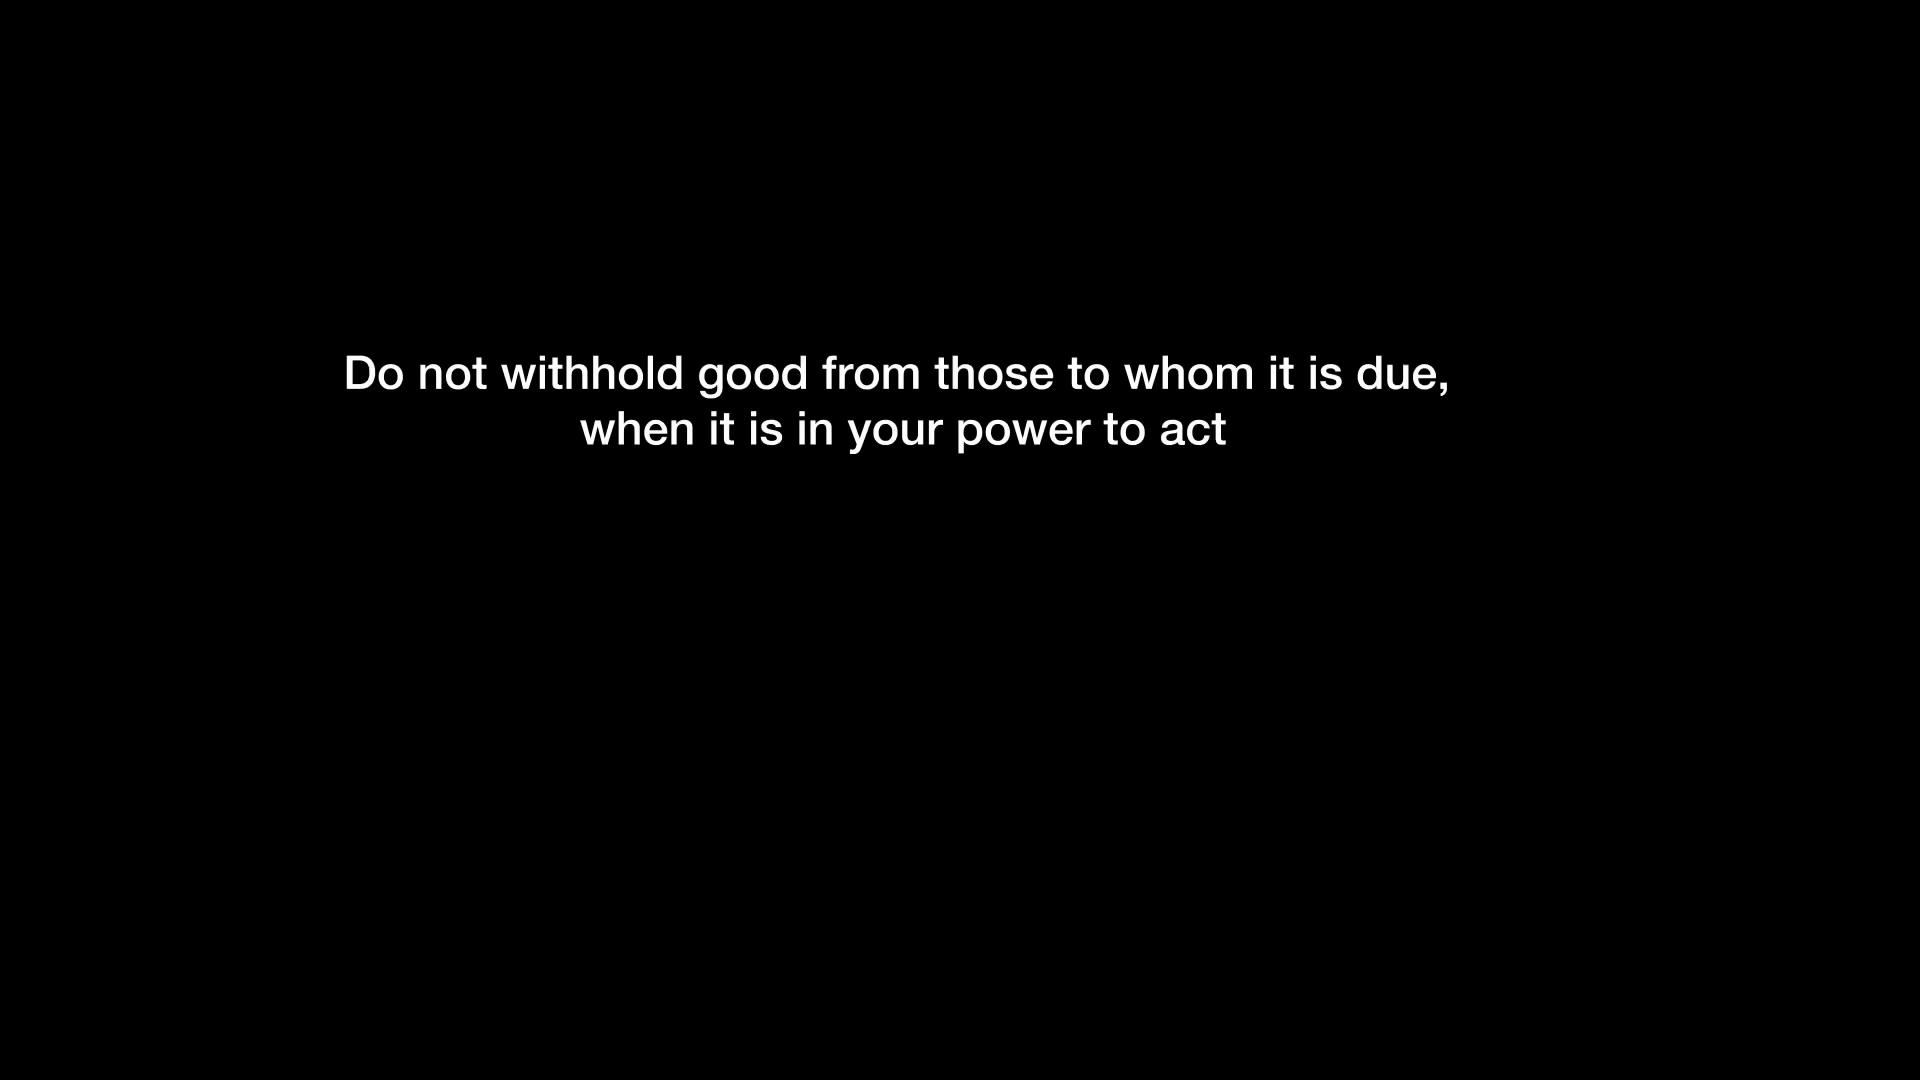 Do not withhold good from those to whom it is due,
when it is in your power to act